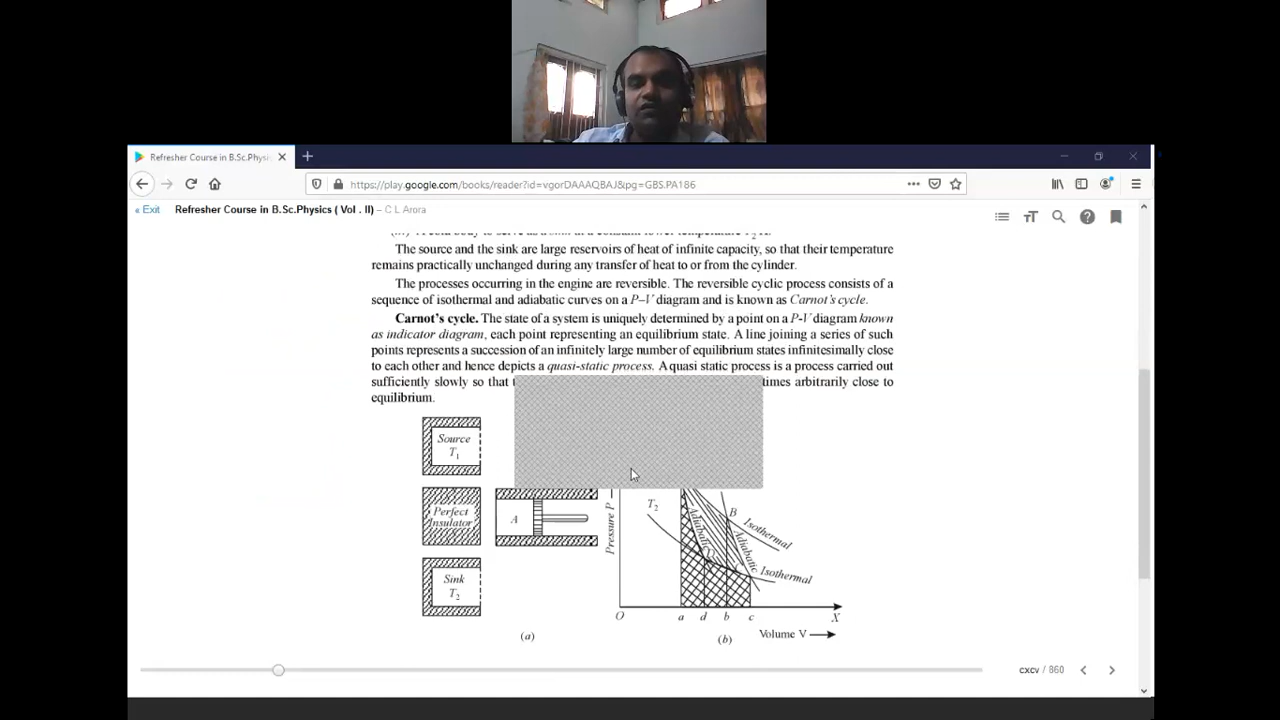 Refresher Course in B.Sc.Physi
https://play.google.com/books/reader?id=vgorDAAAQBAJ&pg=GBS.PA186
« Exit Refresher Course in B.Sc.Physics ( Vol . II) – C L Arora
The source and the sink are large reservoirs of heat of infinite capacity, so that their temperature
remains practically unchanged during any transfer of heat to or from the cylinder.
The processes occurring in the engine are reversible. The reversible cyclic process consists of a
sequence of isothermal and adiabatic curves on a P–V diagram and is known as Carnot's cycle.
Carnot's cycle. The state of a system is uniquely determined by a point on a P-V diagram known
as indicator diagram, each point representing an equilibrium state. A line joining a series of such
points represents a succession of an infinitely large number of equilibrium states infinitesimally close
to each other and hence depicts a quasi-static process. A quasi static process is a process carried out
sufficiently slowly so that times arbitrarily close to
equilibrium.
Source
T1
Perfect
Insulator
A
Sink
T2
(a)
Pressure P
T2
B
Isothermal
Adiabatic
Adiabatic
Isothermal
O a d b c X
Volume V
(b)
cxcv / 860